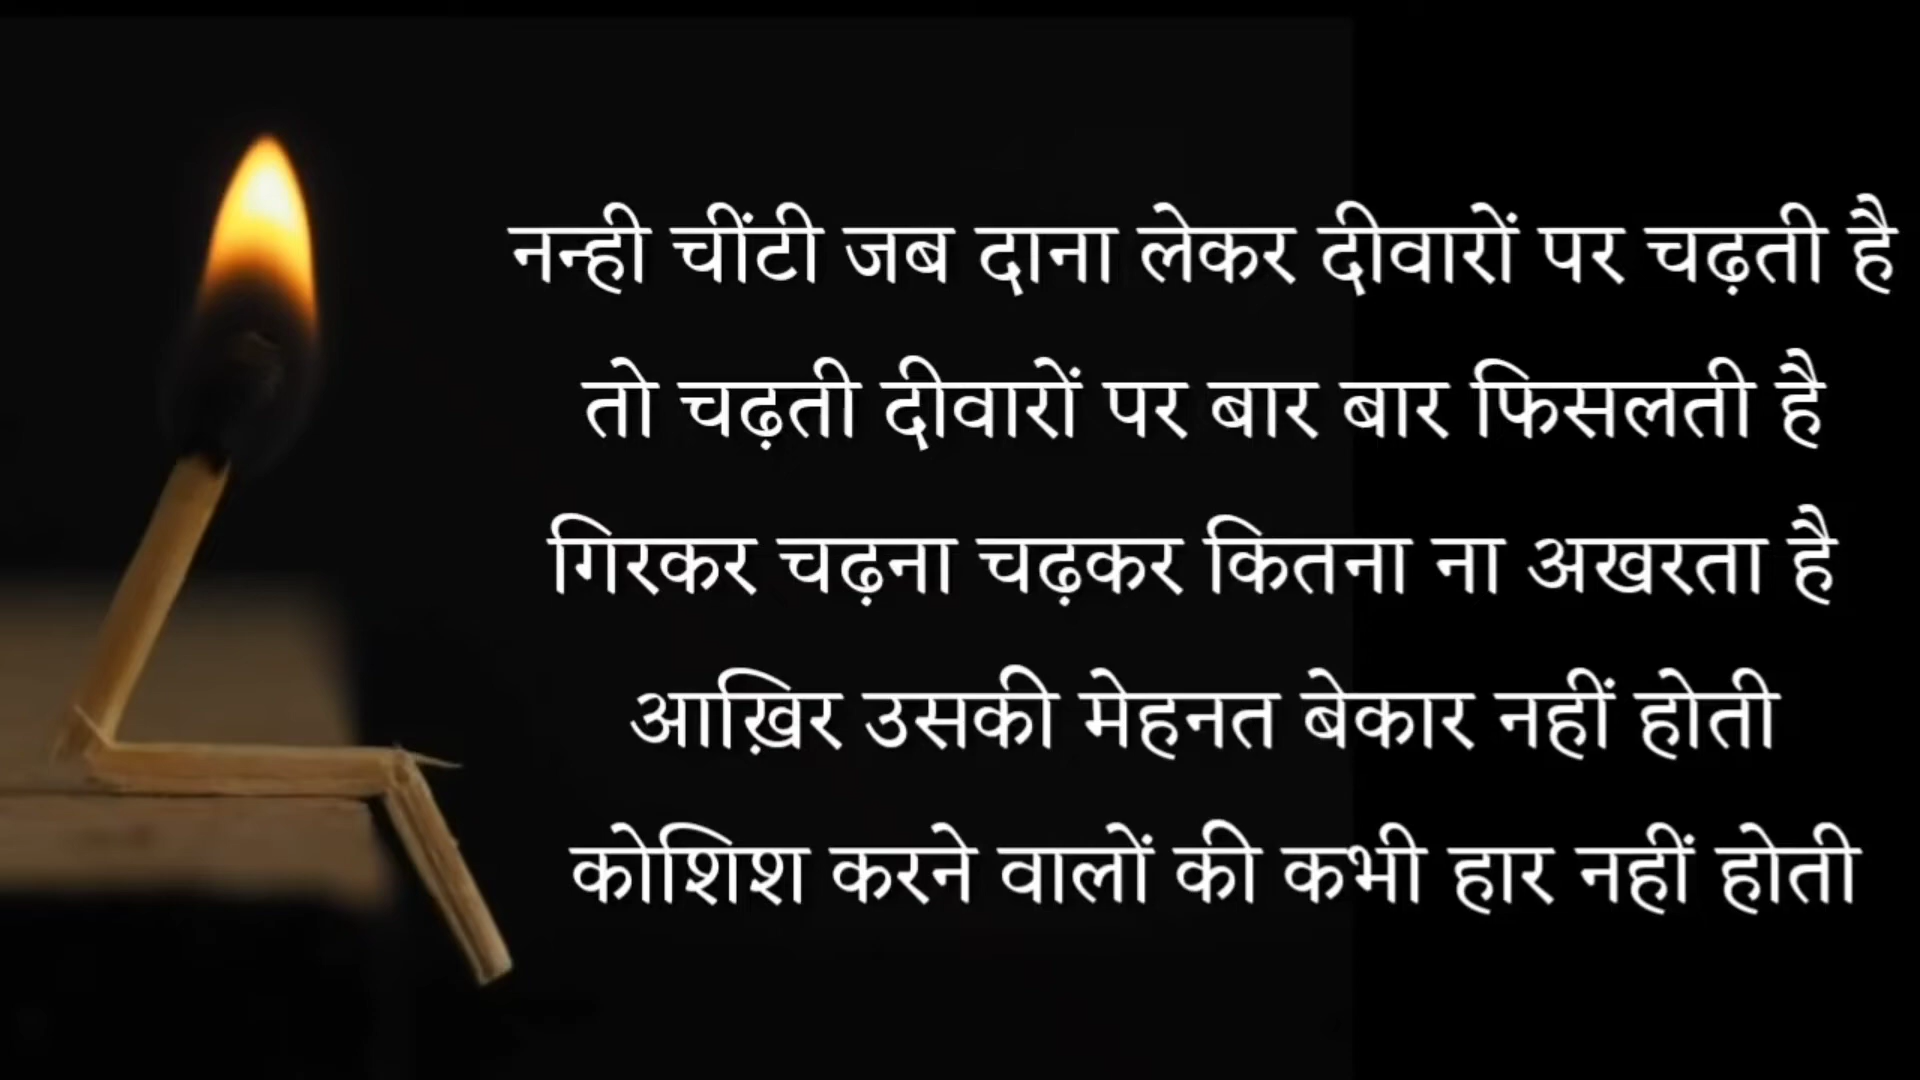 नन्ही चींटी जब दाना लेकर दीवारों पर चढ़ती है
तो चढ़ती दीवारों पर बार बार फिसलती है
गिरकर चढ़ना चढ़कर कितना ना अखरता है
आख़िर उसकी मेहनत बेकार नहीं होती
कोशिश करने वालों की कभी हार नहीं होती